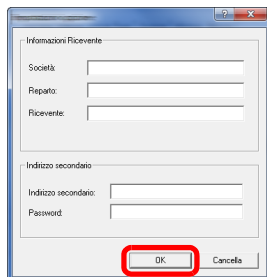 Informazioni Ricevente
Società:
Reparto:
Ricevente:
Indirizzo secondario
Indirizzo secondario:
Password:
OK
Cancella